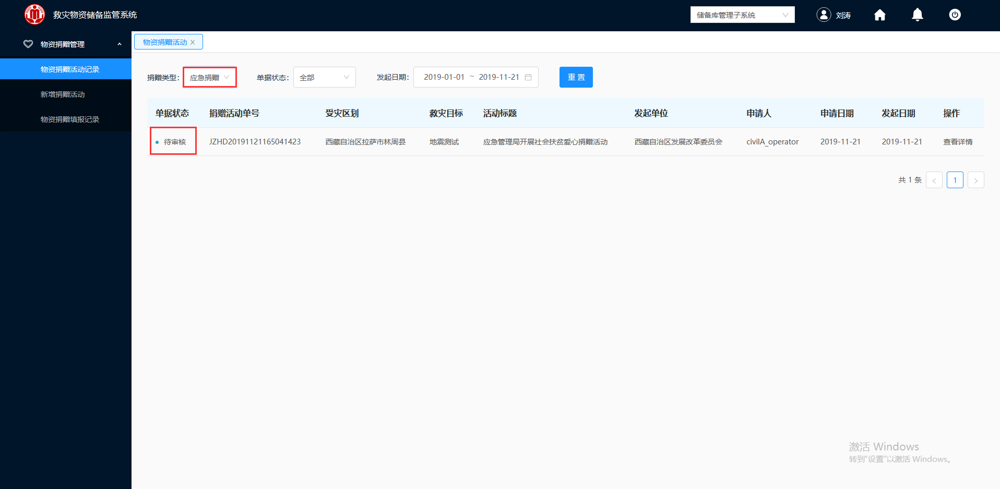 救灾物资储备监管系统
储备库管理子系统
刘涛
物资捐赠管理
物资捐赠活动记录
新增捐赠活动
物资捐赠填报记录
物资捐赠活动
捐赠类型: 应急捐赠 单据状态: 全部 发起日期: 2019-01-01 ~ 2019-11-21 重 置
单据状态 捐赠活动单号 受灾区划 救灾目标 活动标题 发起单位 申请人 申请日期 发起日期 操作
待审核 JZHD20191121165041423 西藏自治区拉萨市林周县 地震测试 应急管理局开展社会扶贫爱心捐赠活动 西藏自治区发展改革委员会 civilA_operator 2019-11-21 2019-11-21 查看详情
共 1 条 < 1 >
激活 Windows
转到“设置”以激活 Windows。